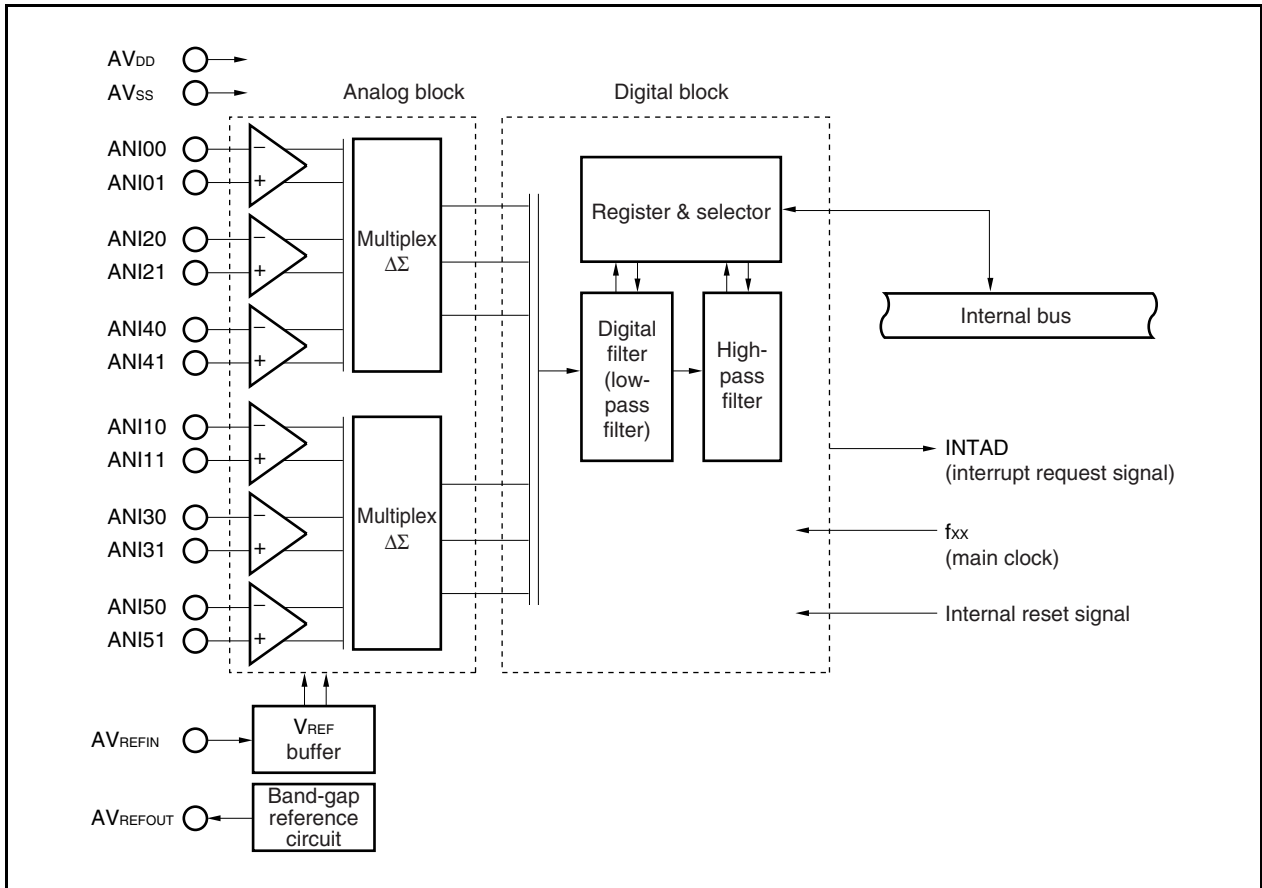 AVDD
AVSS
Analog block
Digital block
ANI00
ANI01
ANI20
ANI21
ANI40
ANI41
ANI10
ANI11
ANI30
ANI31
ANI50
ANI51
−
+
−
+
−
+
−
+
−
+
−
+
Multiplex
ΔΣ
Multiplex
ΔΣ
Register & selector
Digital
filter
(low-
pass
filter)
High-
pass
filter
Internal bus
INTAD
(interrupt request signal)
fxx
(main clock)
Internal reset signal
AVREFIN
VREF
buffer
AVREFOUT
Band-gap
reference
circuit